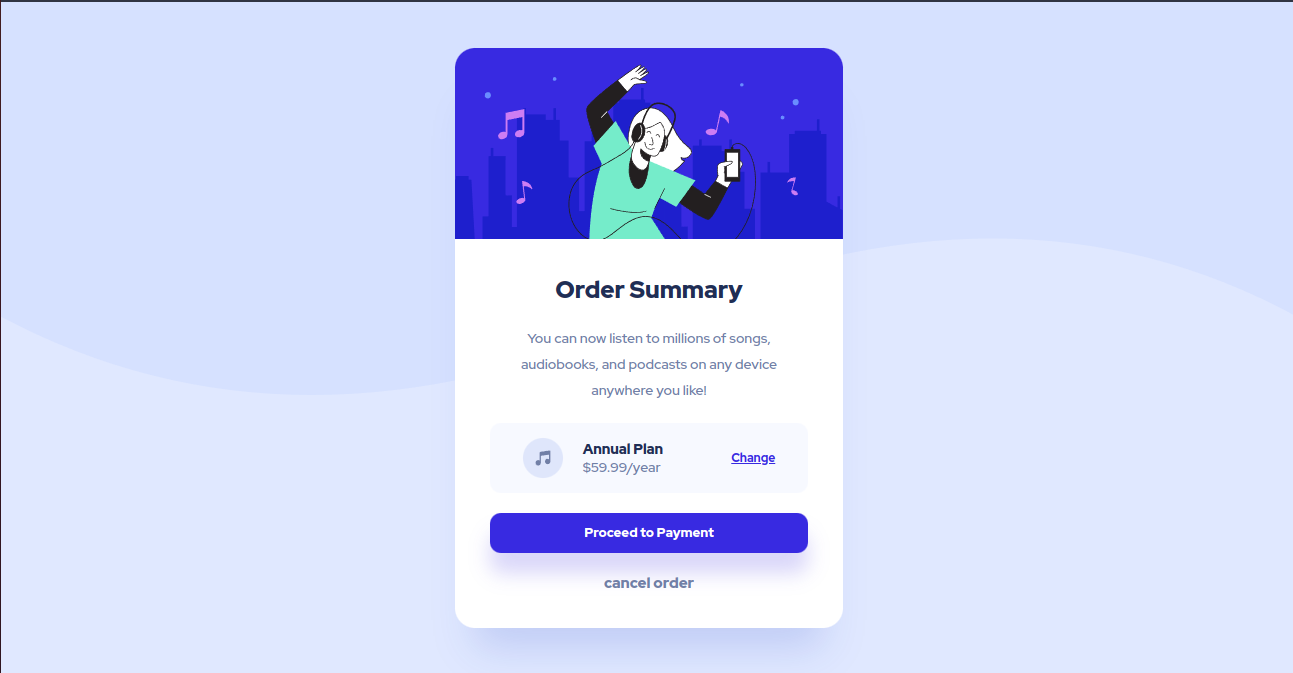 Order Summary
You can now listen to millions of songs,
audiobooks, and podcasts on any device
anywhere you like!
Annual Plan
$59.99/year
Change
Proceed to Payment
cancel order